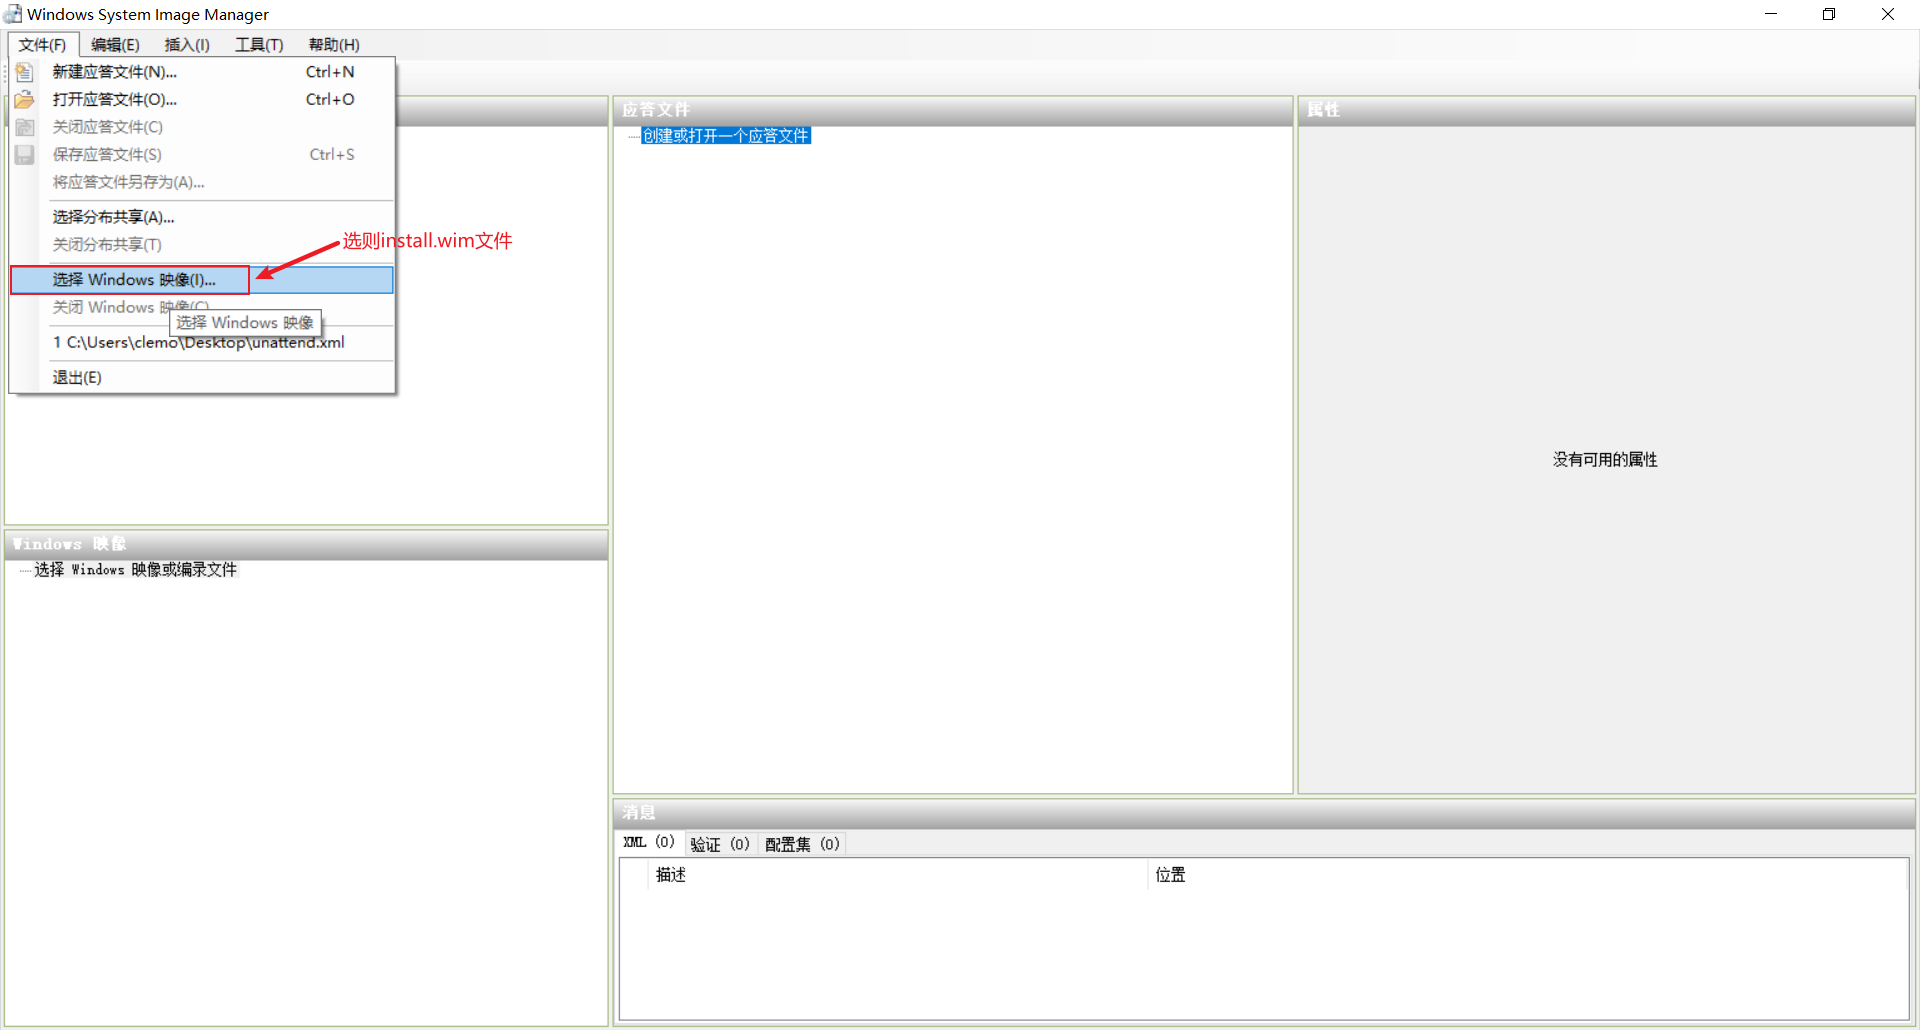 Windows System Image Manager
文件(F) 编辑(E) 插入(I) 工具(T) 帮助(H)
新建应答文件(N)... Ctrl+N
打开应答文件(O)... Ctrl+O
关闭应答文件(C)
保存应答文件(S) Ctrl+S
将应答文件另存为(A)...
选择分布共享(A)...
关闭分布共享(T)
选则install.wim文件
选择 Windows 映像(I)...
关闭 Windows 映像(C)
选择 Windows 映像
1 C:\Users\clemo\Desktop\unattend.xml
退出(E)
应答文件
创建或打开一个应答文件
属性
没有可用的属性
Windows 映像
选择 Windows 映像或编录文件
消息
XML (0) 验证 (0) 配置集 (0)
描述 位置